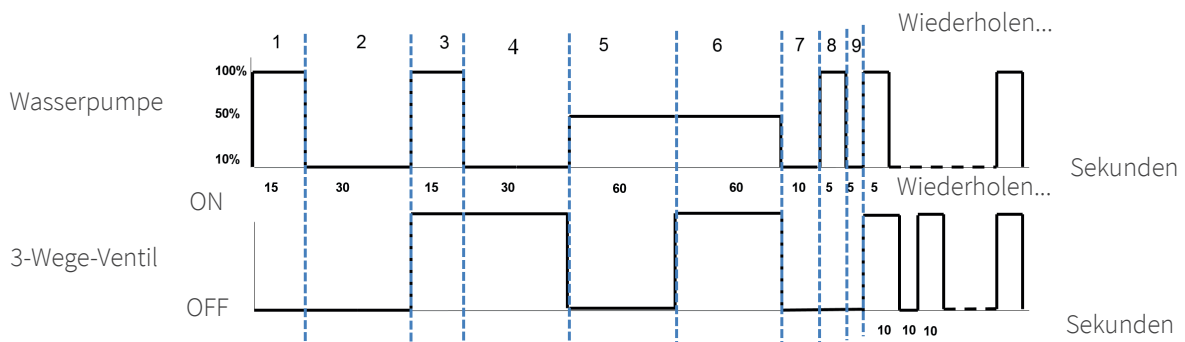 Wiederholen...
1 2 3 4 5 6 7 8 9
100%
Wasserpumpe
50%
10%
Sekunden
15 30 15 30 60 60 10 5 5 5
Wiederholen...
ON
3-Wege-Ventil
OFF
10 10 10
Sekunden